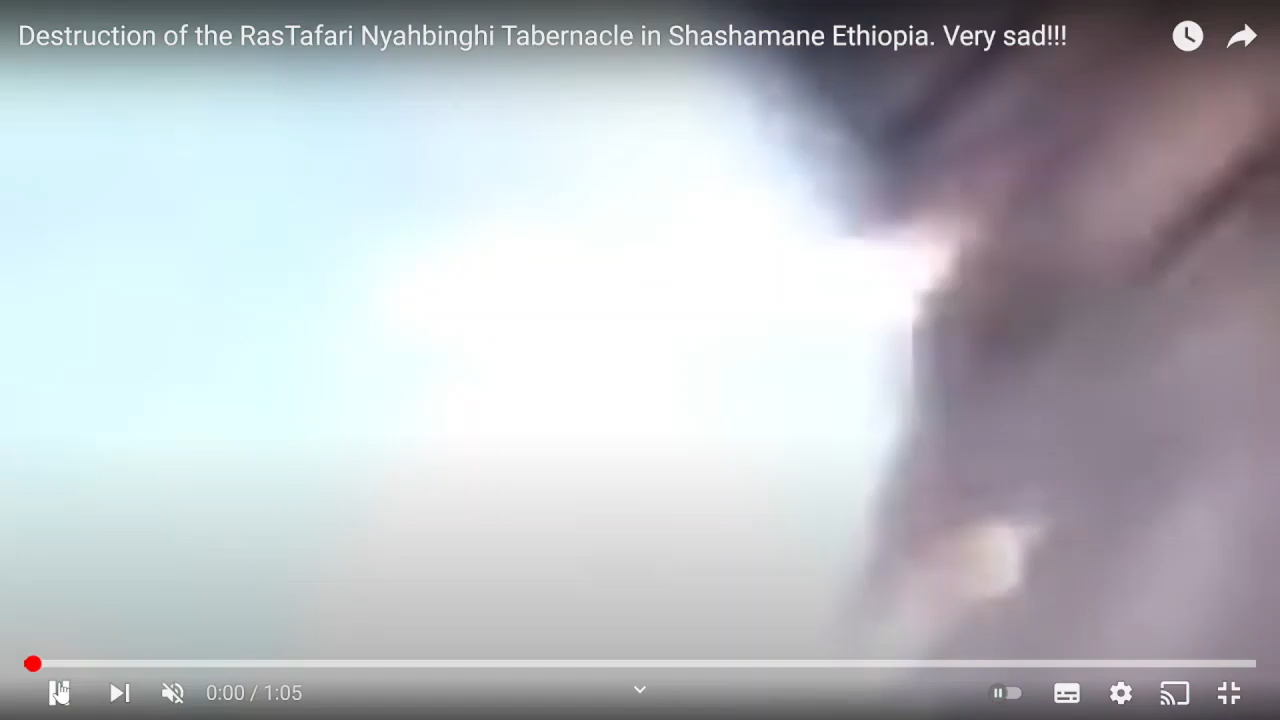 Destruction of the RasTafari Nyahbinghi Tabernacle in Shashamane Ethiopia. Very sad!!!
0:00 / 1:05